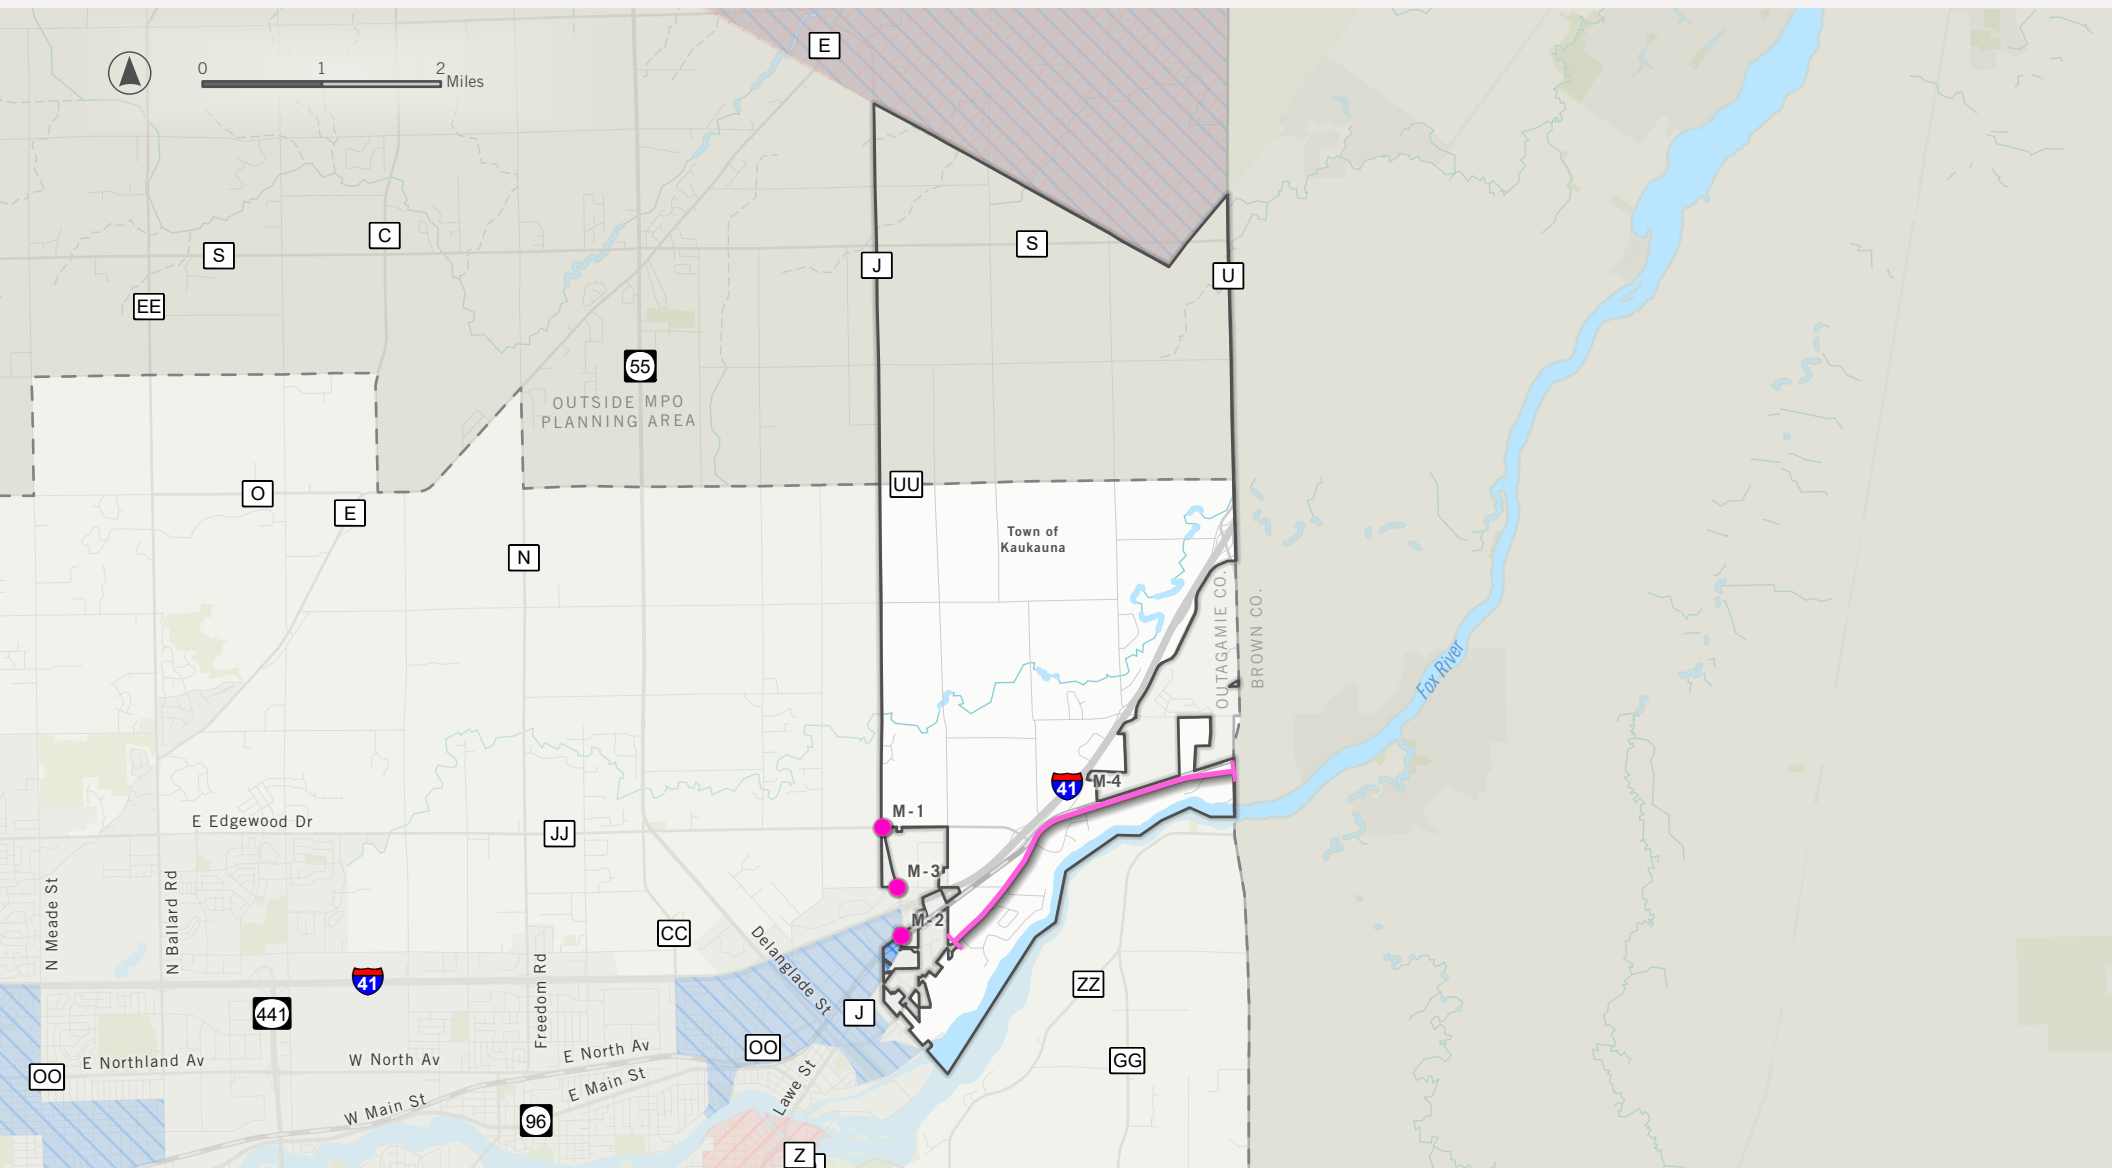 E
0 1 2
Miles
C
S
S
J
U
EE
55
OUTSIDE MPO
PLANNING AREA
UU
O
E
Town of
Kaukauna
N
OUTAGAMIE CO.
BROWN CO.
Fox River
41
M-4
M-1
E Edgewood Dr
JJ
M-3
M-2
N Meade St
N Ballard Rd
CC
Delanglade St
41
Freedom Rd
ZZ
441
J
OO
E North Av
W North Av
E Northland Av
GG
OO
E Main St
Lawe St
W Main St
96
Z